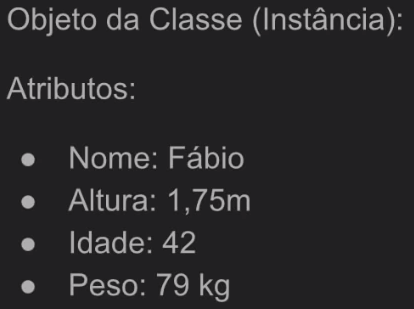 Objeto da Classe (Instância):
Atributos:
● Nome: Fábio
● Altura: 1,75m
● Idade: 42
● Peso: 79 kg